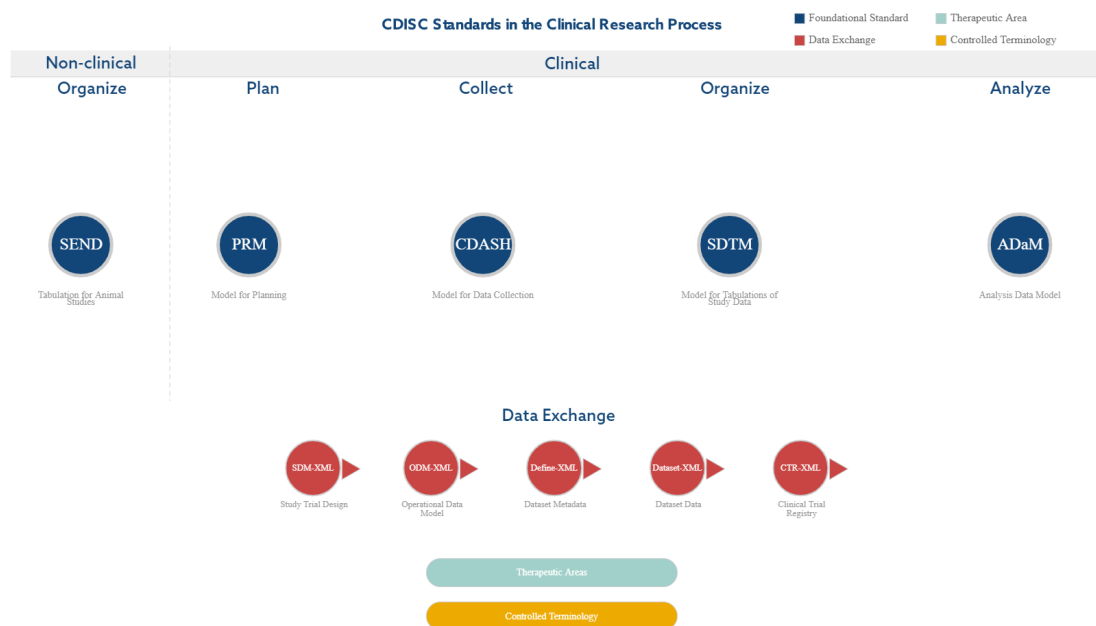 CDISC Standards in the Clinical Research Process
Foundational Standard
Therapeutic Area
Data Exchange
Controlled Terminology
Non-clinical
Clinical
Organize
Plan
Collect
Organize
Analyze
SEND
PRM
CDASH
SDTM
ADaM
Tabulation for Animal
Studies
Model for Planning
Model for Data Collection
Model for Tabulations of
Study Data
Analysis Data Model
Data Exchange
SDM-XML
ODM-XML
Define-XML
Dataset-XML
CTR-XML
Study Trial Design
Operational Data
Model
Dataset Metadata
Dataset Data
Clinical Trial
Registry
Therapeutic Areas
Controlled Terminology